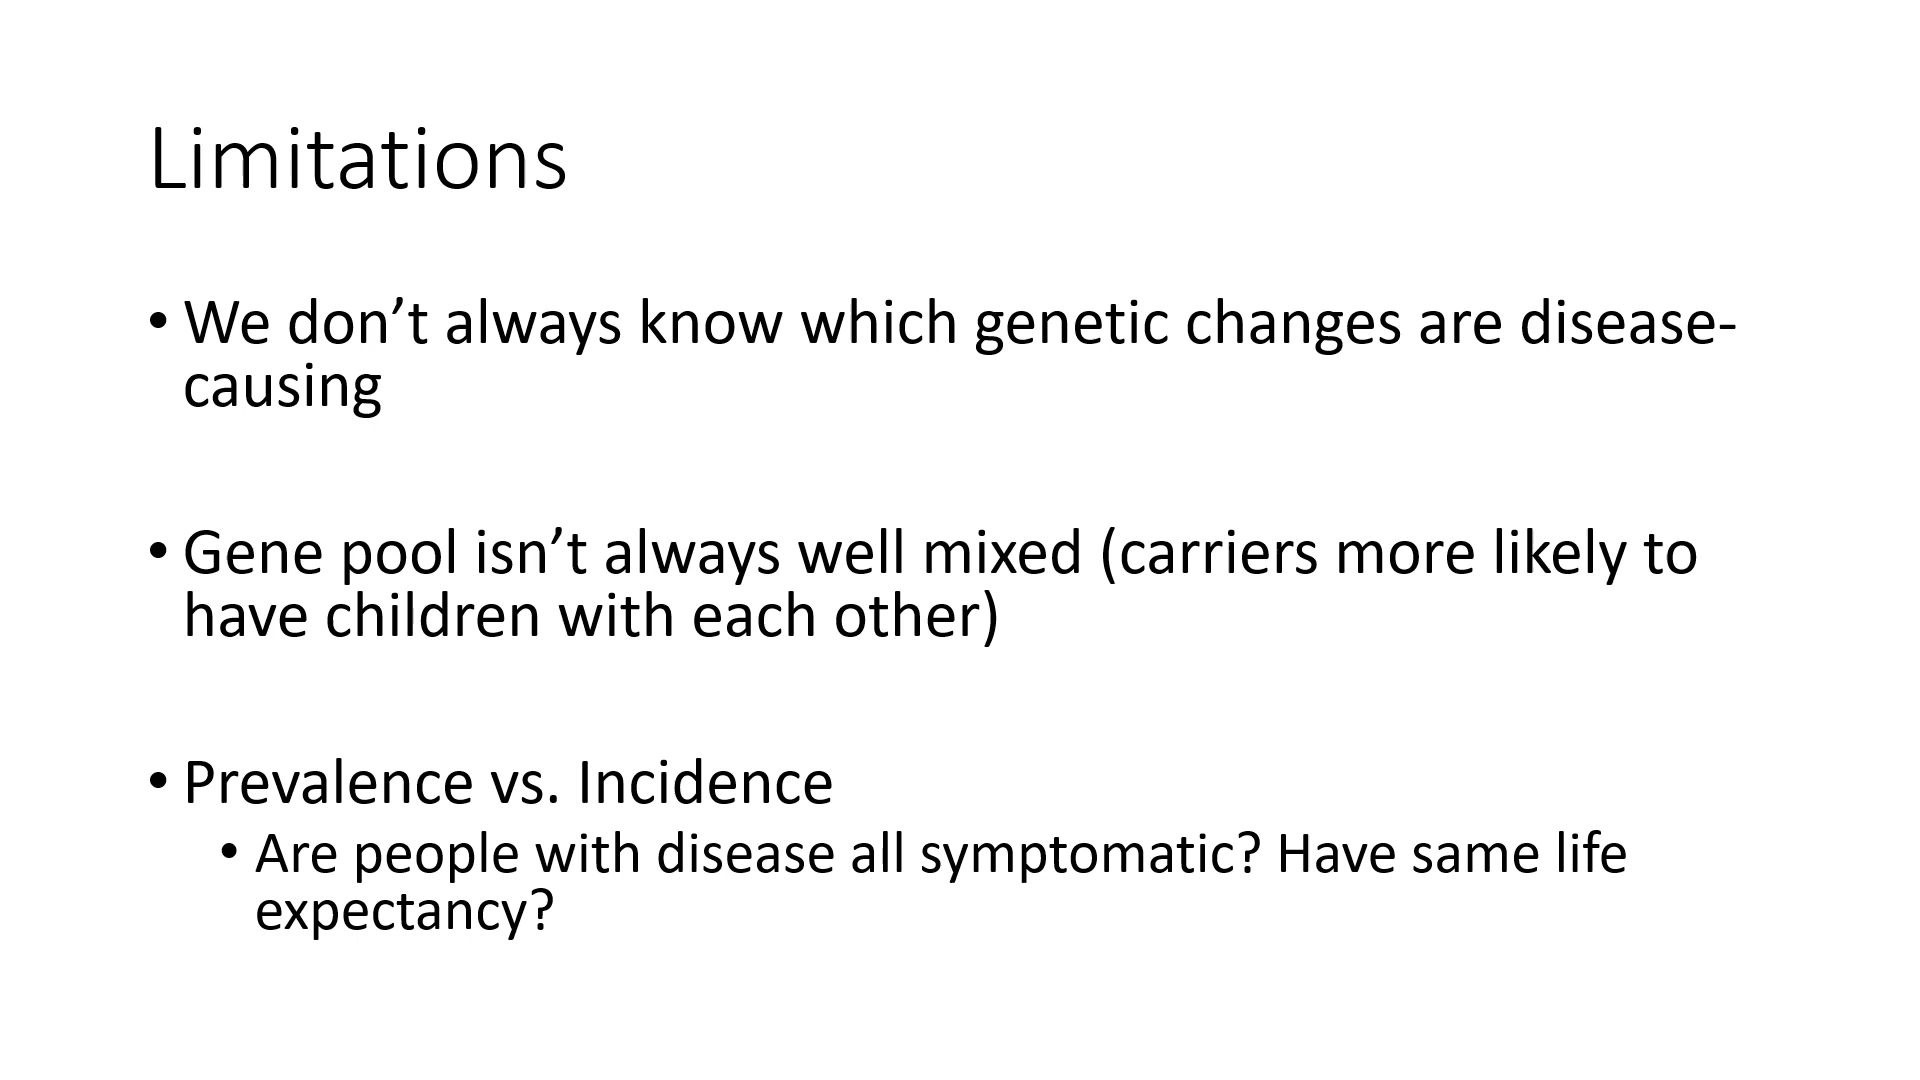 Limitations
• We don’t always know which genetic changes are disease-
causing
• Gene pool isn’t always well mixed (carriers more likely to
have children with each other)
• Prevalence vs. Incidence
• Are people with disease all symptomatic? Have same life
expectancy?